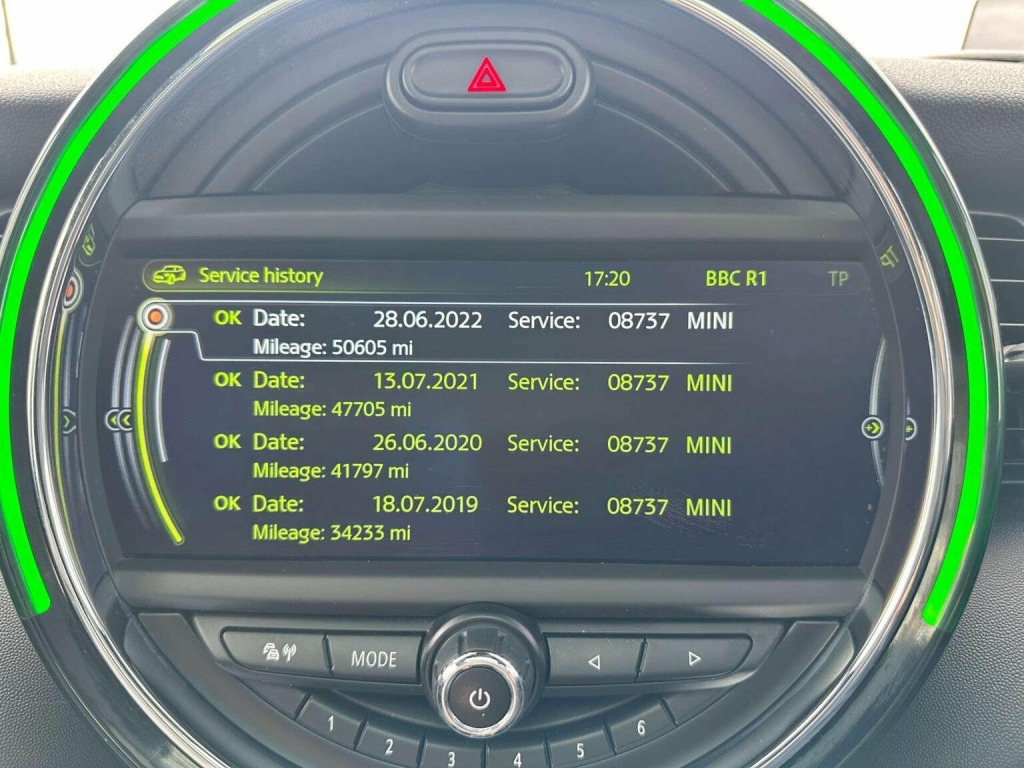 Service history 17:20 BBC R1 TP
OK Date: 28.06.2022 Service: 08737 MINI
Mileage: 50605 mi
OK Date: 13.07.2021 Service: 08737 MINI
Mileage: 47705 mi
OK Date: 26.06.2020 Service: 08737 MINI
Mileage: 41797 mi
OK Date: 18.07.2019 Service: 08737 MINI
Mileage: 34233 mi
MODE
1 2 3 4 5 6